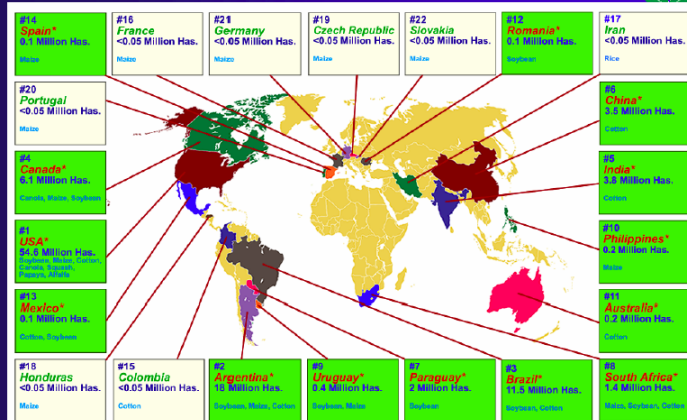 #14
Spain*
0.1 Million Has.
Maize
#16
France
<0.05 Million Has.
Maize
#21
Germany
<0.05 Million Has.
Maize
#19
Czech Republic
<0.05 Million Has.
Maize
#22
Slovakia
<0.05 Million Has.
Maize
#12
Romania*
0.1 Million Has.
Soybean
#17
Iran
<0.05 Million Has.
Rice
#20
Portugal
<0.05 Million Has.
Maize
#6
China*
3.5 Million Has.
Cotton
#4
Canada*
6.1 Million Has.
Canola, Maize, Soybean
#5
India*
3.8 Million Has.
Cotton
#1
USA*
54.6 Million Has.
Soybean, Maize, Cotton,
Canola, Squash,
Papaya, Alfalfa
#10
Philippines*
0.2 Million Has.
Maize
#13
Mexico*
0.1 Million Has.
Cotton, Soybean
#11
Australia*
0.2 Million Has.
Cotton
#18
Honduras
<0.05 Million Has.
Maize
#15
Colombia
<0.05 Million Has.
Cotton
#2
Argentina*
18 Million Has.
Soybean, Maize, Cotton
#9
Uruguay*
0.4 Million Has.
Soybean, Maize
#7
Paraguay*
2 Million Has.
Soybean
#3
Brazil*
11.5 Million Has.
Soybean, Cotton
#8
South Africa*
1.4 Million Has.
Maize, Soybean, Cotton